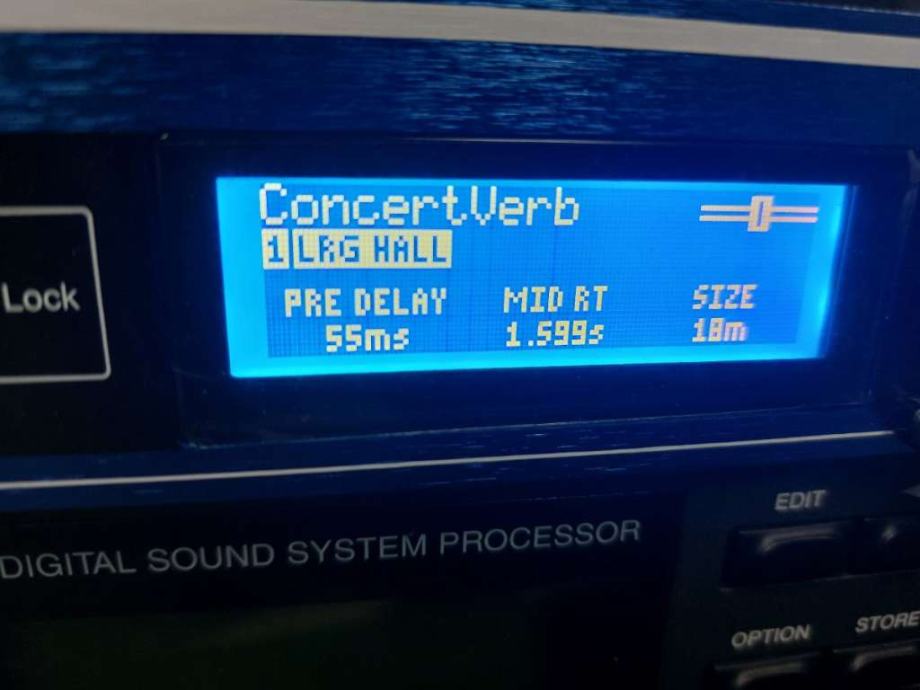 ConcertVerb
1 LRG HALL
Lock
PRE DELAY MID RT SIZE
55ms 1.599s 18m
EDIT
DIGITAL SOUND SYSTEM PROCESSOR
OPTION STORE